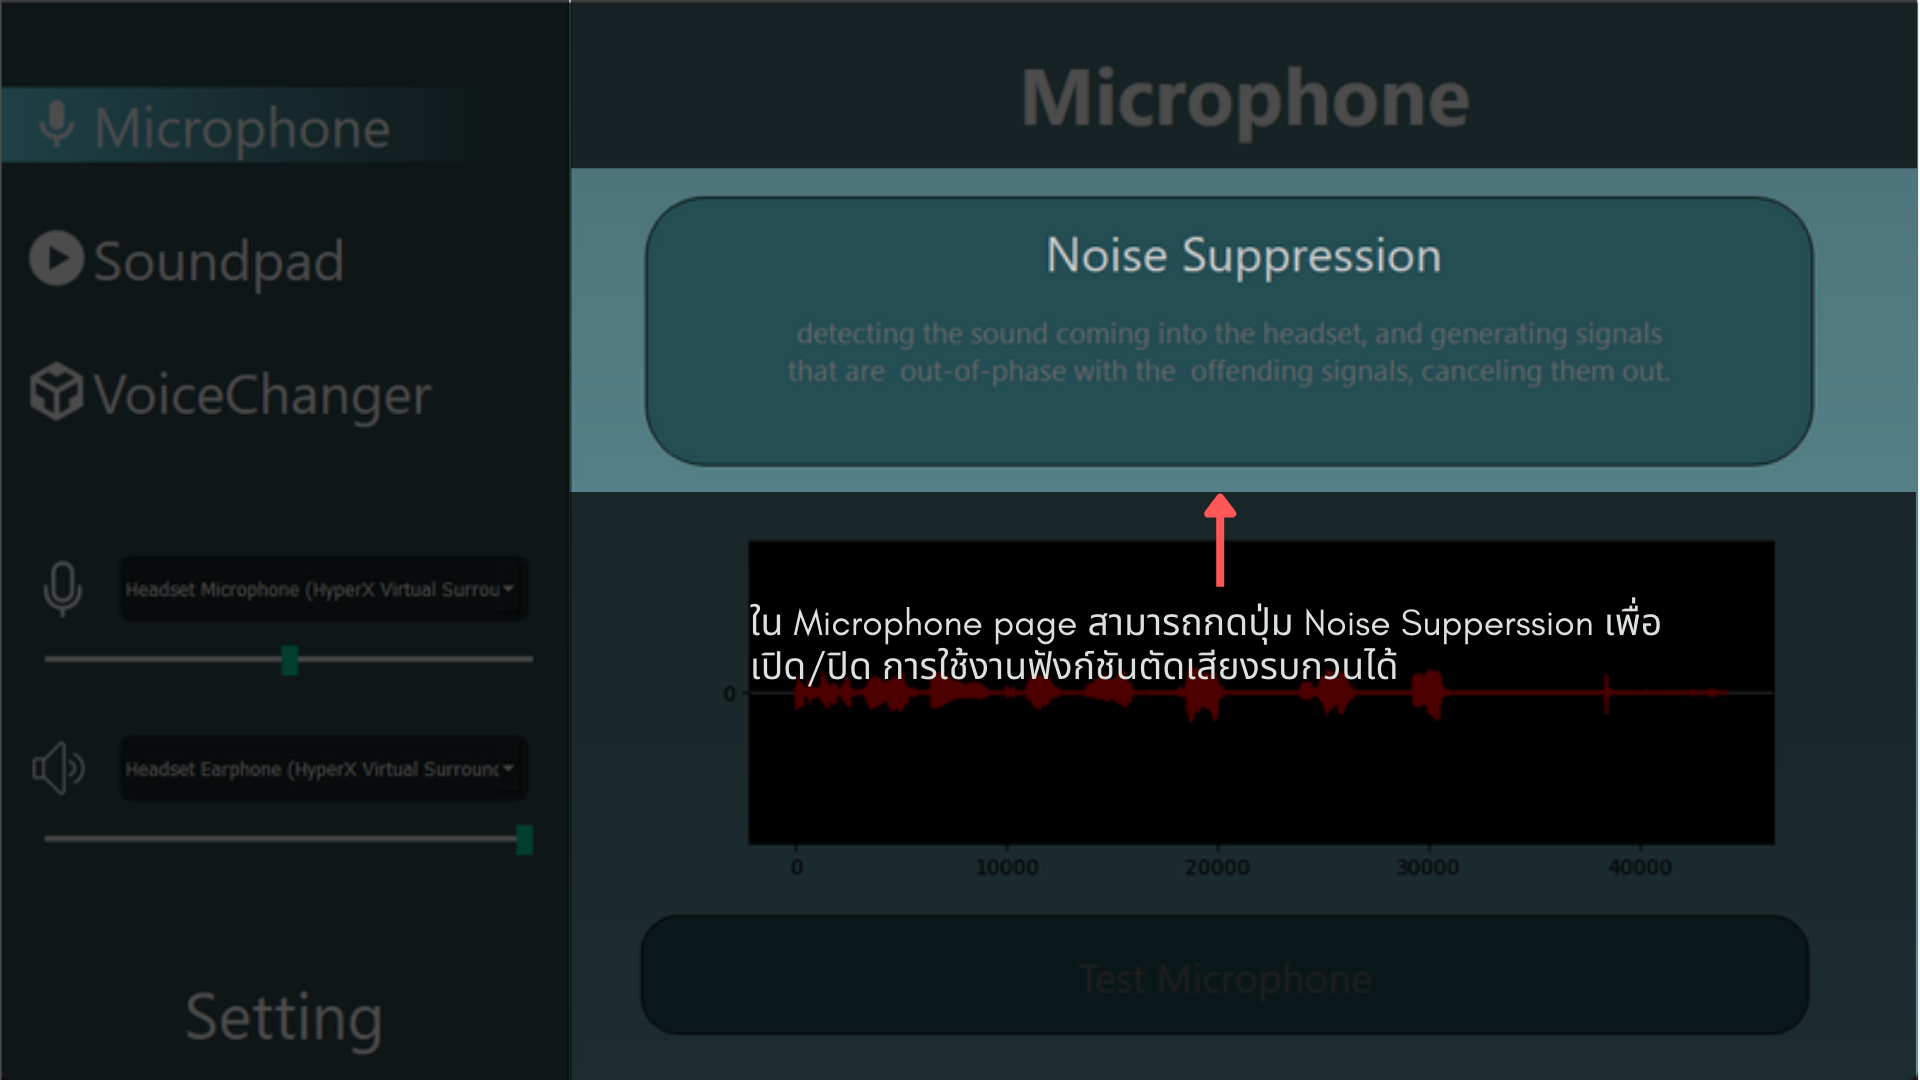 Microphone
Soundpad
VoiceChanger
Headset Microphone (HyperX Virtual Surrou
Headset Earphone (HyperX Virtual Surround
Setting
Microphone
Noise Suppression
detecting the sound coming into the headset, and generating signals
that are out-of-phase with the offending signals, canceling them out.
ใน Microphone page สามารถกดปุ่ม Noise Supperssion เพื่อ
เปิด/ปิด การใช้งานฟังก์ชันตัดเสียงรบกวนได้
0
0 10000 20000 30000 40000
Test Microphone